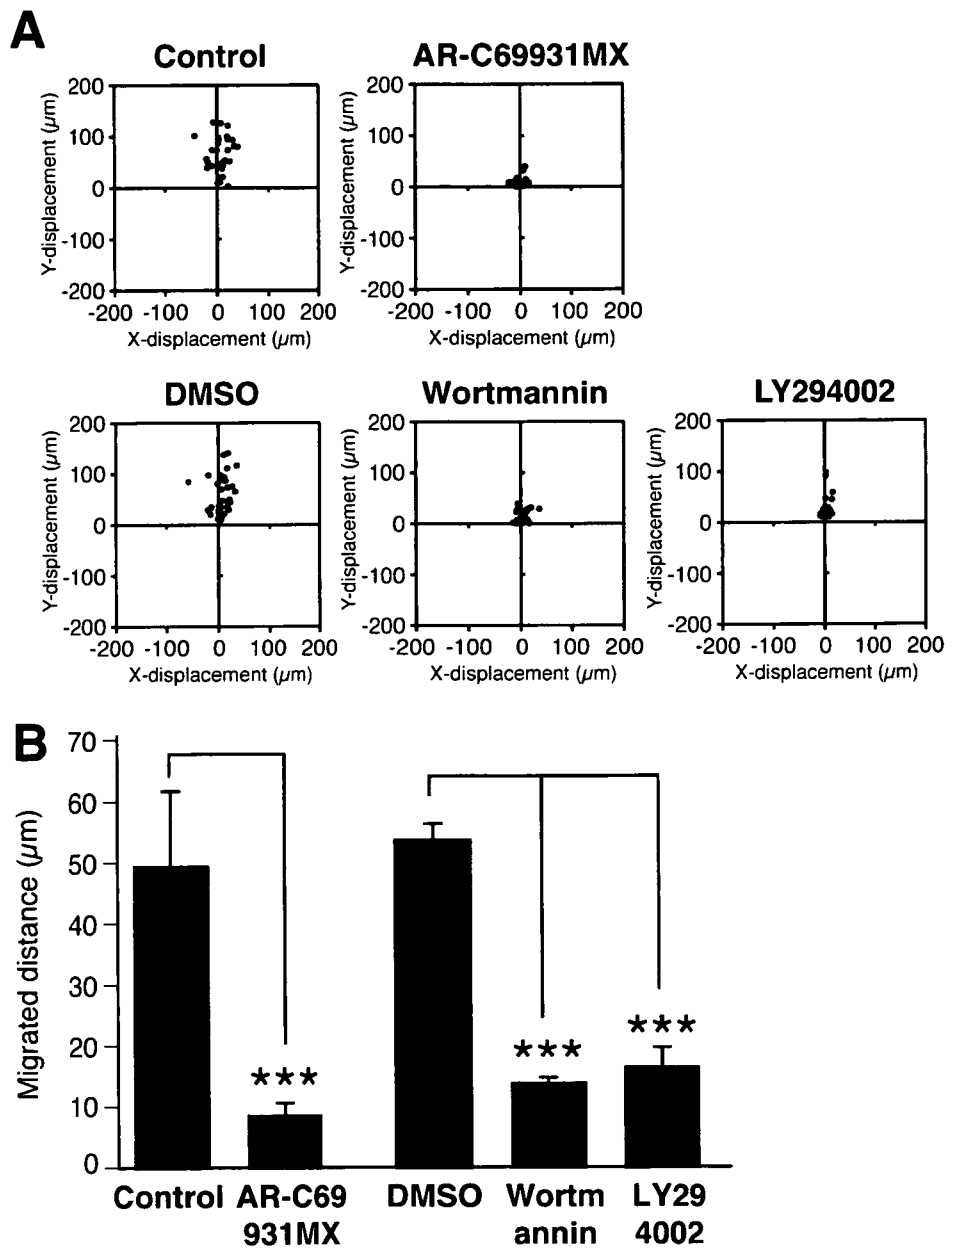 A
Control
AR-C69931MX
200
100
0
-100
-200
Y-displacement (μm)
-200 -100 0 100 200
X-displacement (μm)
200
100
0
-100
-200
Y-displacement (μm)
-200 -100 0 100 200
X-displacement (μm)
DMSO
Wortmannin
LY294002
200
100
0
-100
-200
Y-displacement (μm)
-200 -100 0 100 200
X-displacement (μm)
200
100
0
-100
-200
Y-displacement (μm)
-200 -100 0 100 200
X-displacement (μm)
200
100
0
-100
-200
Y-displacement (μm)
-200 -100 0 100 200
X-displacement (μm)
B
Migrated distance (μm)
70
60
50
40
30
20
10
0
***
***
***
Control
AR-C69
931MX
DMSO
Wortm
annin
LY29
4002